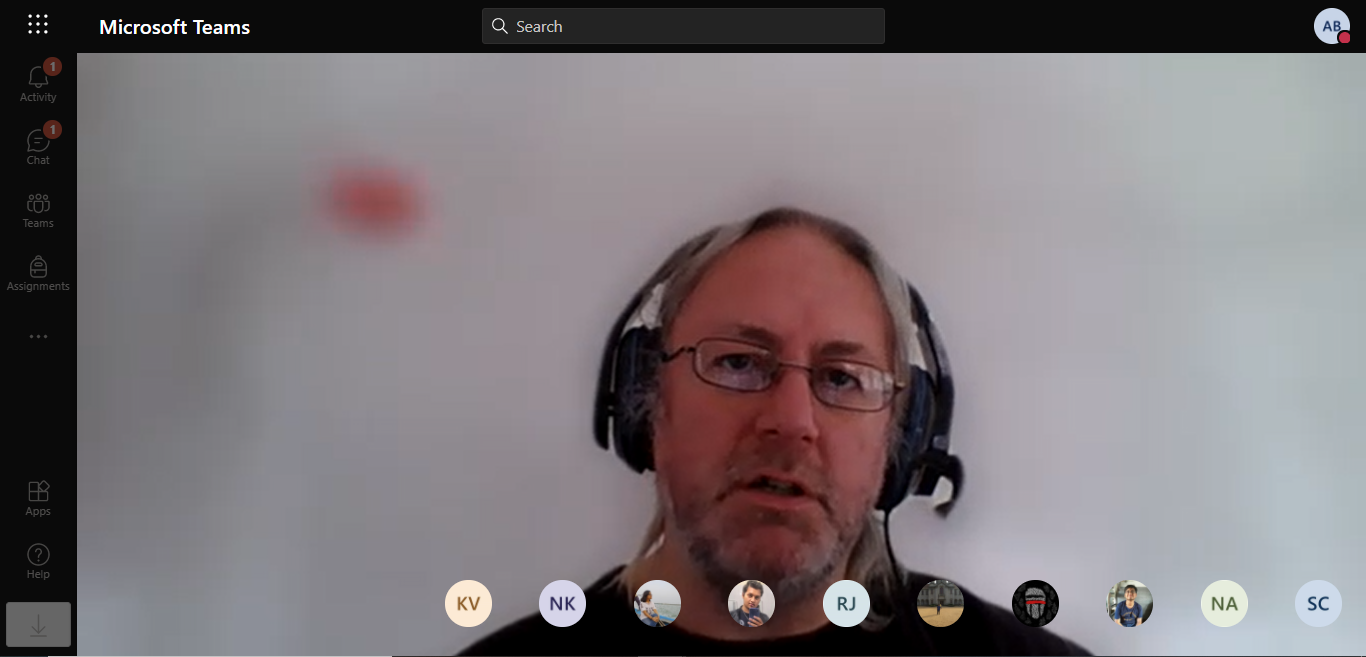 Microsoft Teams
Search
AB
1
Activity
1
Chat
Teams
Assignments
Apps
Help
KV
NK
RJ
NA
SC